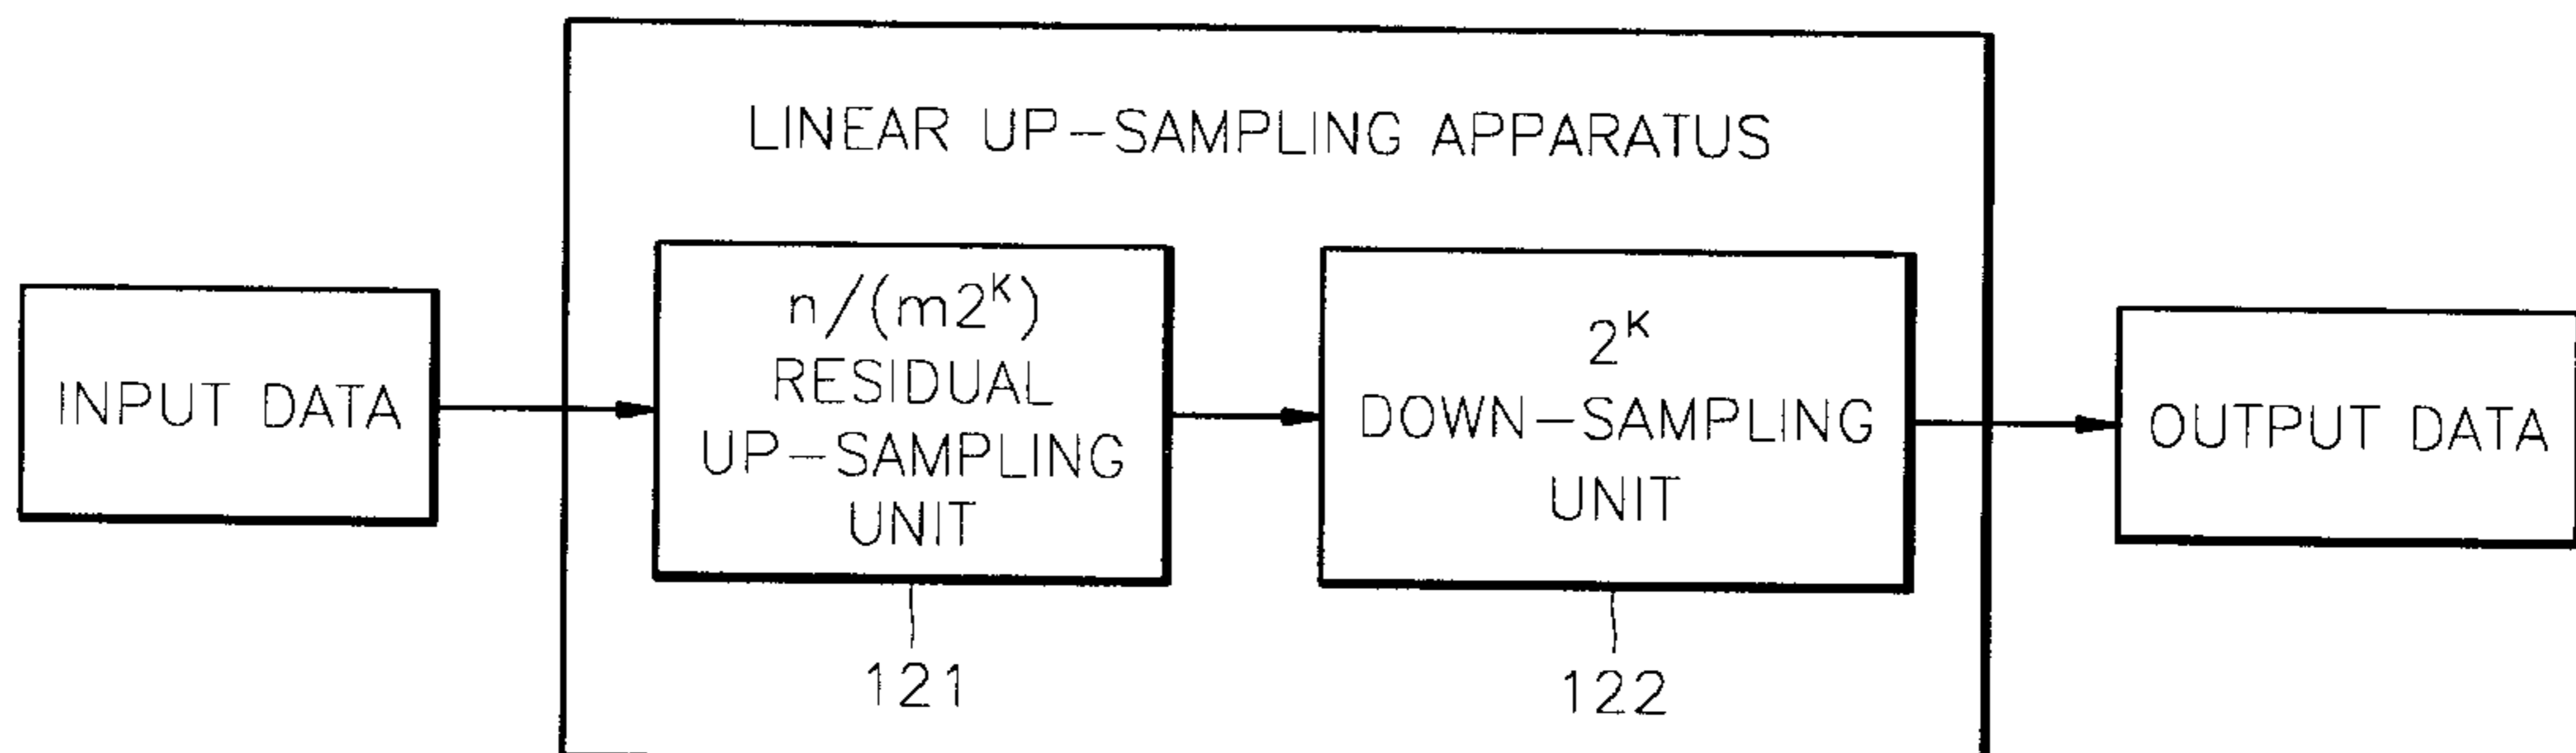 LINEAR UP-SAMPLING APPARATUS
INPUT DATA
n/(m2^K)
RESIDUAL
UP-SAMPLING
UNIT
2^K
DOWN-SAMPLING
UNIT
OUTPUT DATA
121
122